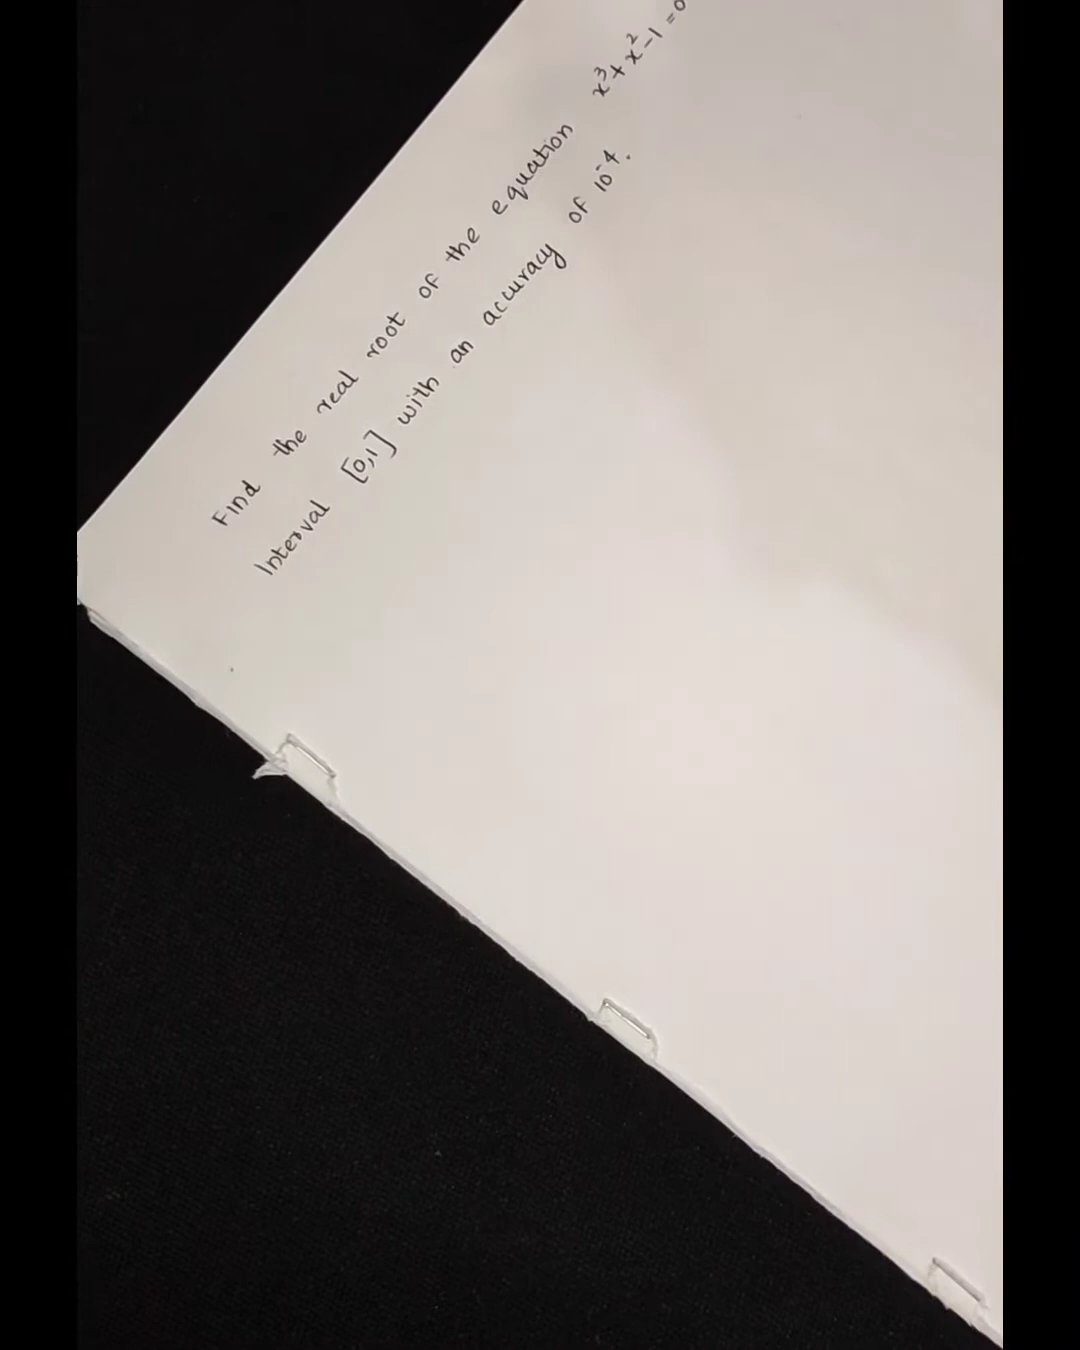 Find the real root of the equation x³+x²-1=0
Interval [0,1] with an accuracy of 10⁻⁴.